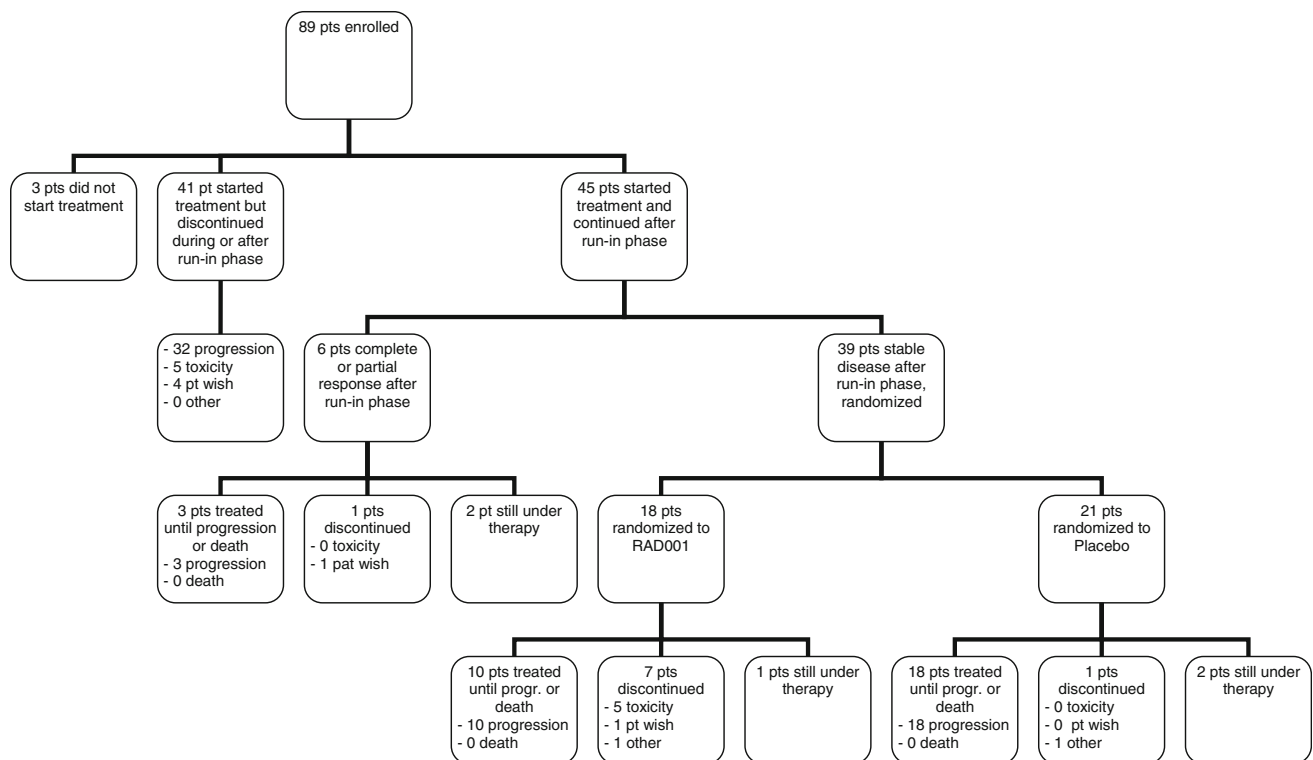 89 pts enrolled
3 pts did not
start treatment
41 pt started
treatment but
discontinued
during or after
run-in phase
45 pts started
treatment and
continued after
run-in phase
- 32 progression
- 5 toxicity
- 4 pt wish
- 0 other
6 pts complete
or partial
response after
run-in phase
39 pts stable
disease after
run-in phase,
randomized
3 pts treated
until progression
or death
- 3 progression
- 0 death
1 pts
discontinued
- 0 toxicity
- 1 pat wish
2 pt still under
therapy
18 pts
randomized to
RAD001
21 pts
randomized to
Placebo
10 pts treated
until progr. or
death
- 10 progression
- 0 death
7 pts
discontinued
- 5 toxicity
- 1 pt wish
- 1 other
1 pts still under
therapy
18 pts treated
until progr. or
death
- 18 progression
- 0 death
1 pts
discontinued
- 0 toxicity
- 0 pt wish
- 1 other
2 pts still under
therapy